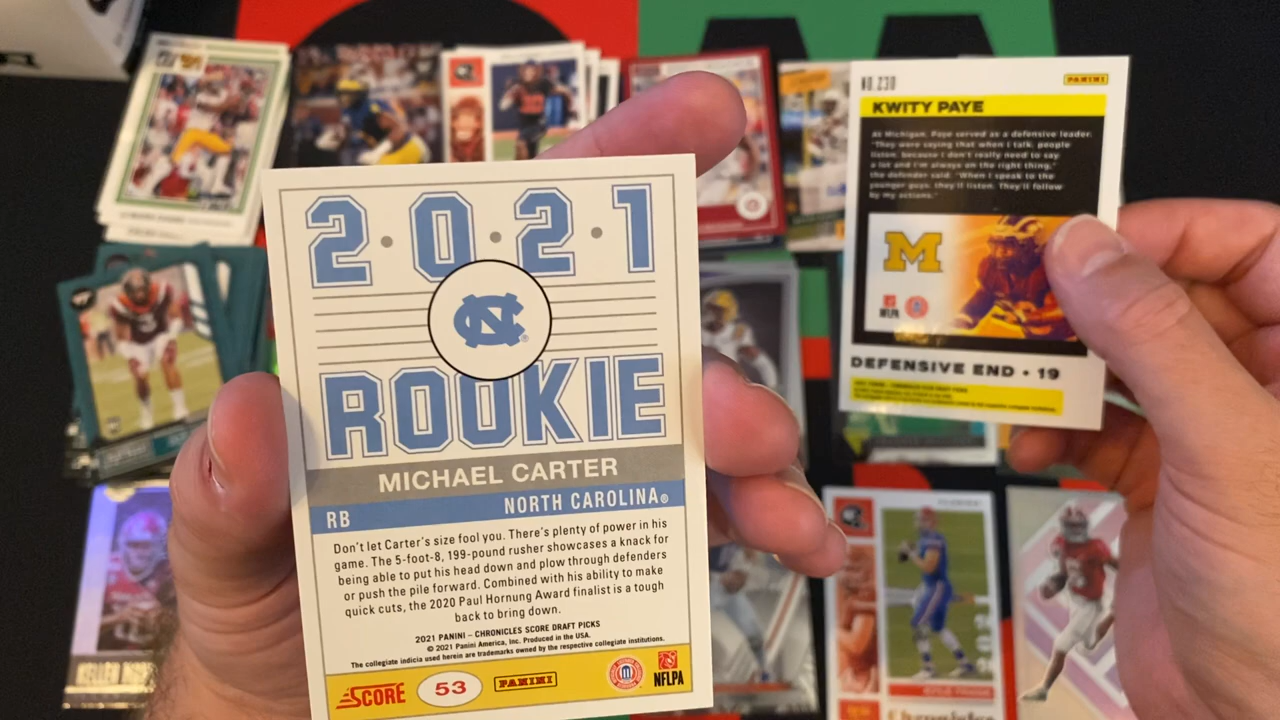 2·0·2·1
NC
ROOKIE
MICHAEL CARTER
NORTH CAROLINA®
RB
Don't let Carter's size fool you. There's plenty of power in his
game. The 5-foot-8, 199-pound rusher showcases a knack for
being able to put his head down and plow through defenders
or push the pile forward. Combined with his ability to make
quick cuts, the 2020 Paul Hornung Award finalist is a tough
back to bring down.
2021 PANINI – CHRONICLES SCORE DRAFT PICKS
© 2021 Panini America, Inc. Produced in the USA.
The collegiate indicia used herein are trademarks owned by the respective collegiate institutions.
SCORE
53
PANINI
NFLPA
NO. 230
PANINI
KWITY PAYE
At Michigan, Paye served as a defensive leader.
"They were saying that when I talk, people
listen, because I don't really need to say
a lot and I'm always on the right thing,"
the defender said. "When I speak to the
younger guys, they'll listen. They'll follow
by my actions."
M
NFLPA
DEFENSIVE END • 19
Chronicles